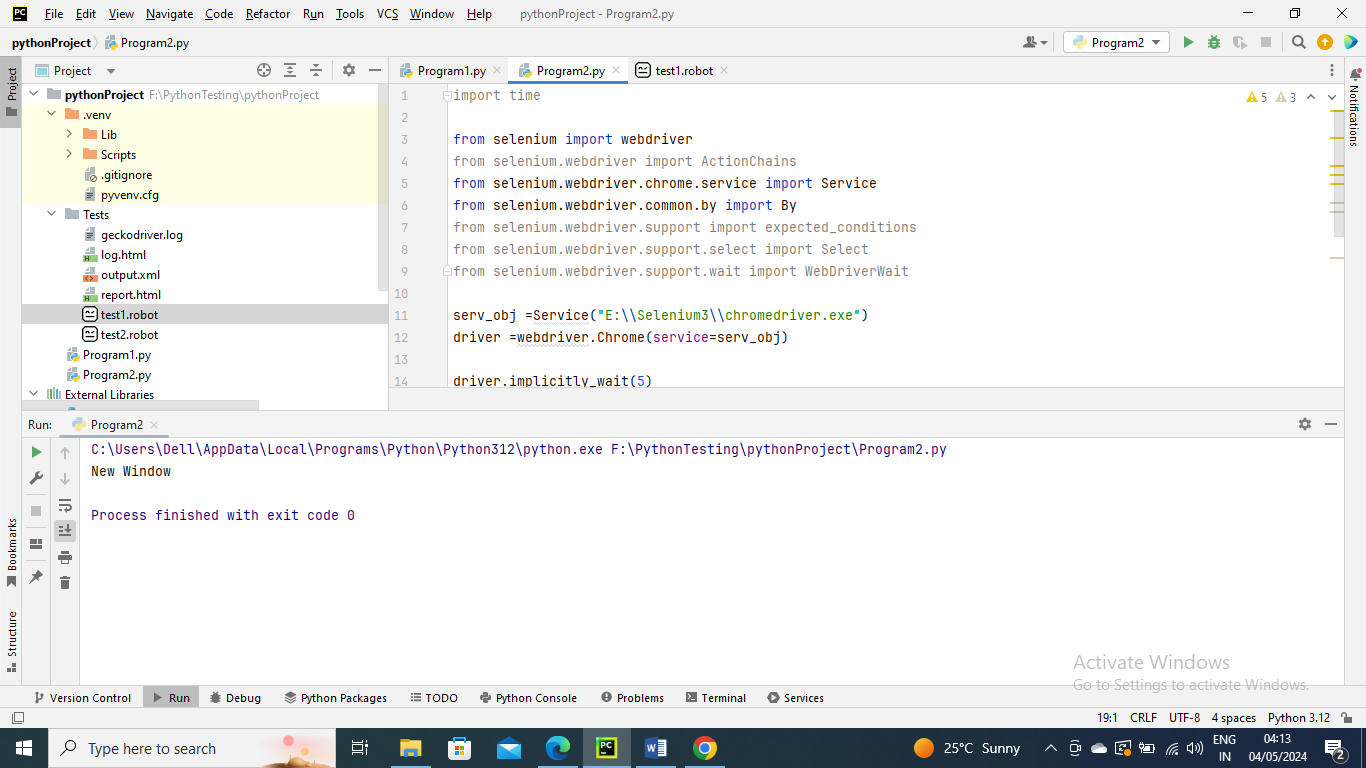 PC File Edit View Navigate Code Refactor Run Tools VCS Window Help pythonProject - Program2.py
pythonProject Program2.py Program2
Project
Project
Program1.py Program2.py test1.robot
Notifications
pythonProject F:\PythonTesting\pythonProject
.venv
Lib
Scripts
.gitignore
pyvenv.cfg
Tests
geckodriver.log
log.html
output.xml
report.html
test1.robot
test2.robot
Program1.py
Program2.py
External Libraries
5 3
1 import time
2
3 from selenium import webdriver
4 from selenium.webdriver import ActionChains
5 from selenium.webdriver.chrome.service import Service
6 from selenium.webdriver.common.by import By
7 from selenium.webdriver.support import expected_conditions
8 from selenium.webdriver.support.select import Select
9 from selenium.webdriver.support.wait import WebDriverWait
10
11 serv_obj =Service("E:\\Selenium3\\chromedriver.exe")
12 driver =webdriver.Chrome(service=serv_obj)
13
14 driver.implicitly_wait(5)
Run: Program2
C:\Users\Dell\AppData\Local\Programs\Python\Python312\python.exe F:\PythonTesting\pythonProject\Program2.py
New Window
Process finished with exit code 0
Bookmarks
Structure
Activate Windows
Go to Settings to activate Windows.
Version Control Run Debug Python Packages TODO Python Console Problems Terminal Services
19:1 CRLF UTF-8 4 spaces Python 3.12
Type here to search
PC
25°C Sunny
ENG
IN
04:13
04/05/2024
2